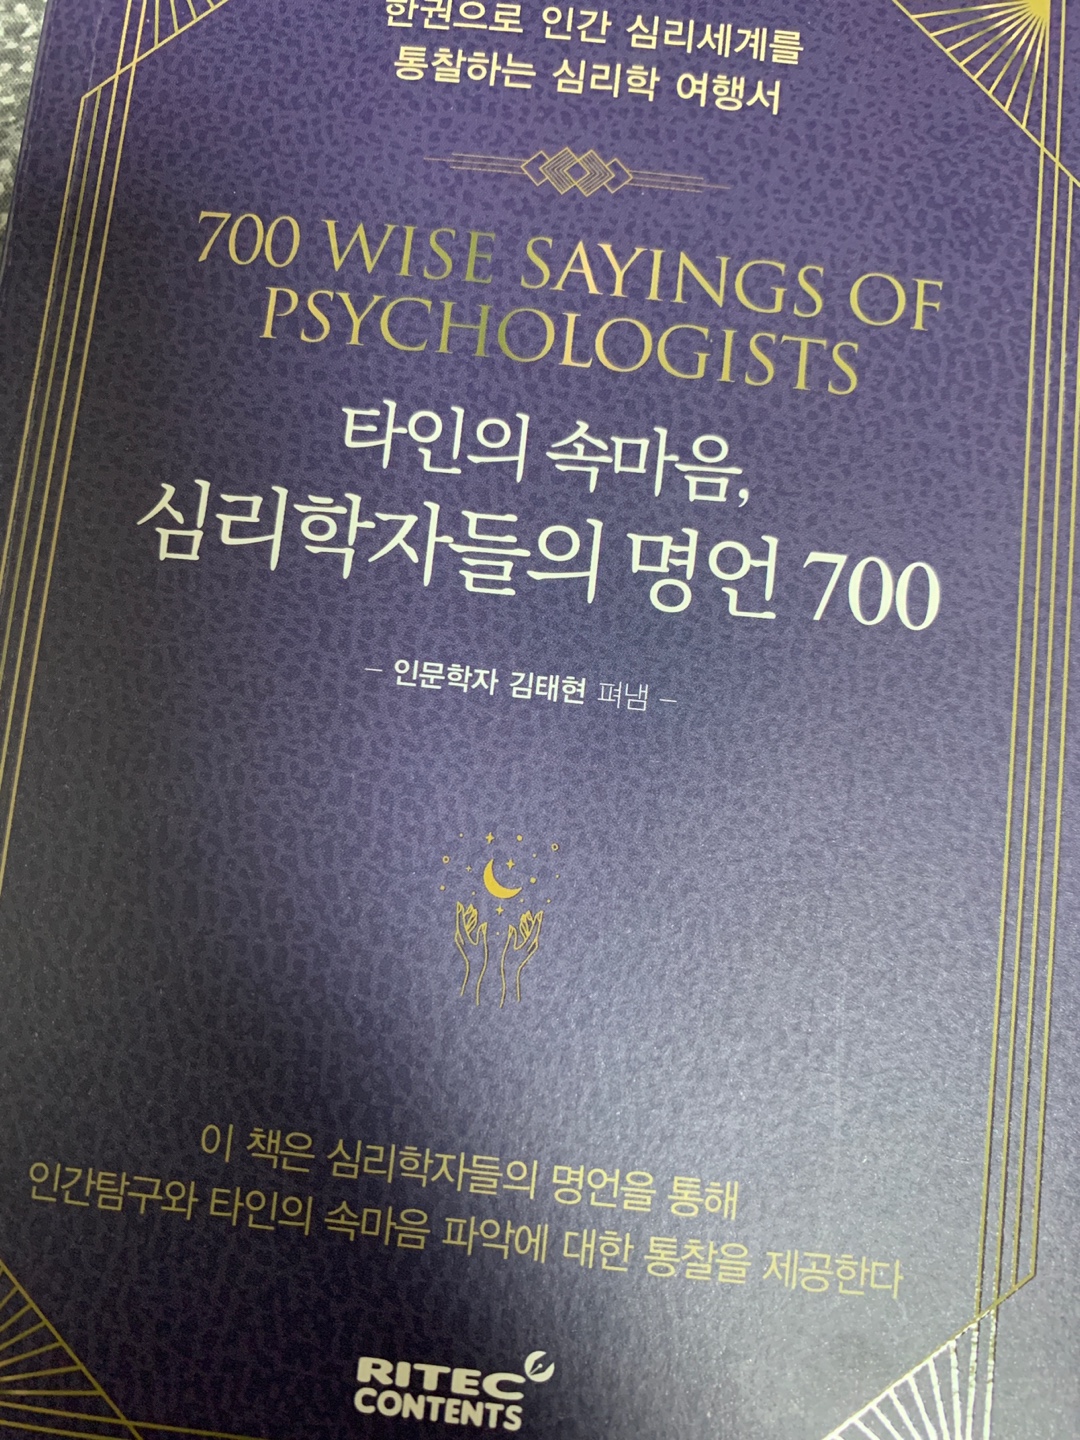 한권으로 인간 심리세계를
통찰하는 심리학 여행서
700 WISE SAYINGS OF
PSYCHOLOGISTS
타인의 속마음,
심리학자들의 명언 700
– 인문학자 김태현 펴냄 –
이 책은 심리학자들의 명언을 통해
인간탐구와 타인의 속마음 파악에 대한 통찰을 제공한다
RITEC
CONTENTS